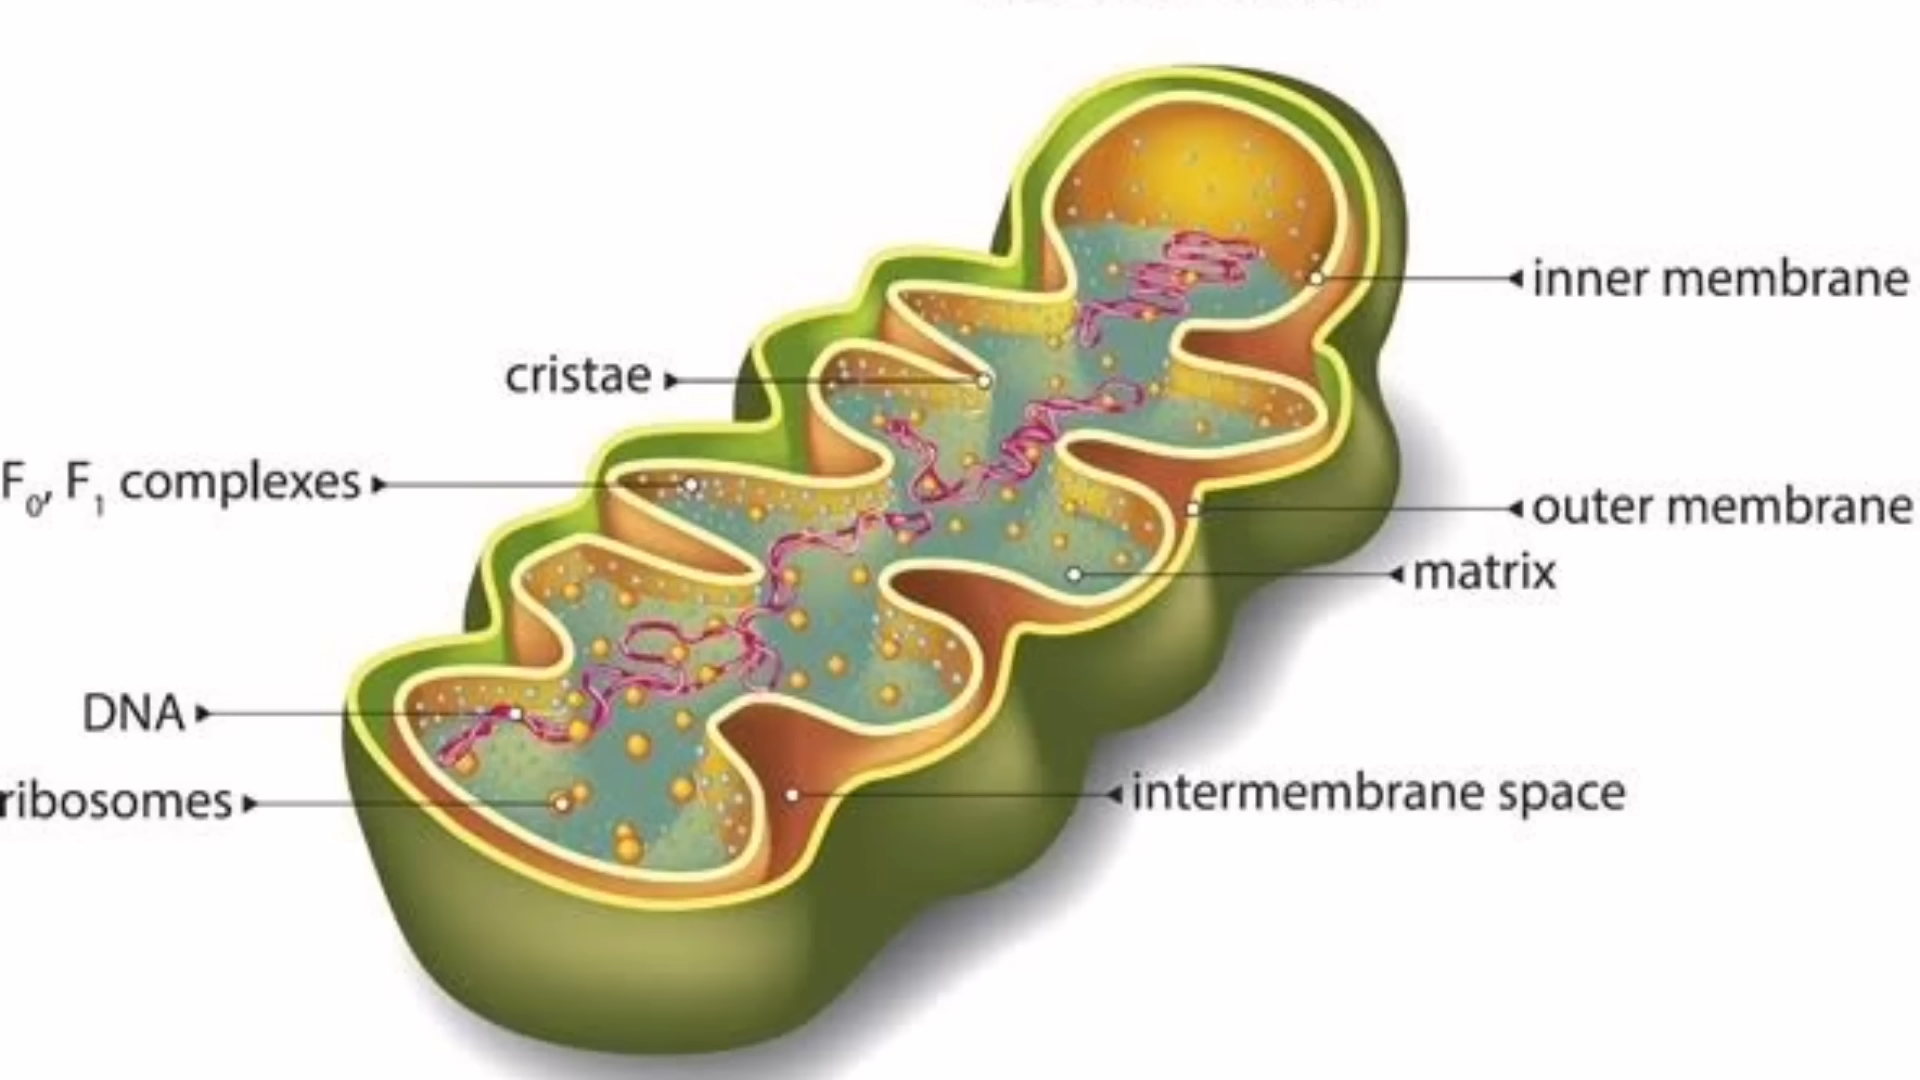 inner membrane
cristae
F0, F1 complexes
outer membrane
matrix
DNA
ribosomes
intermembrane space